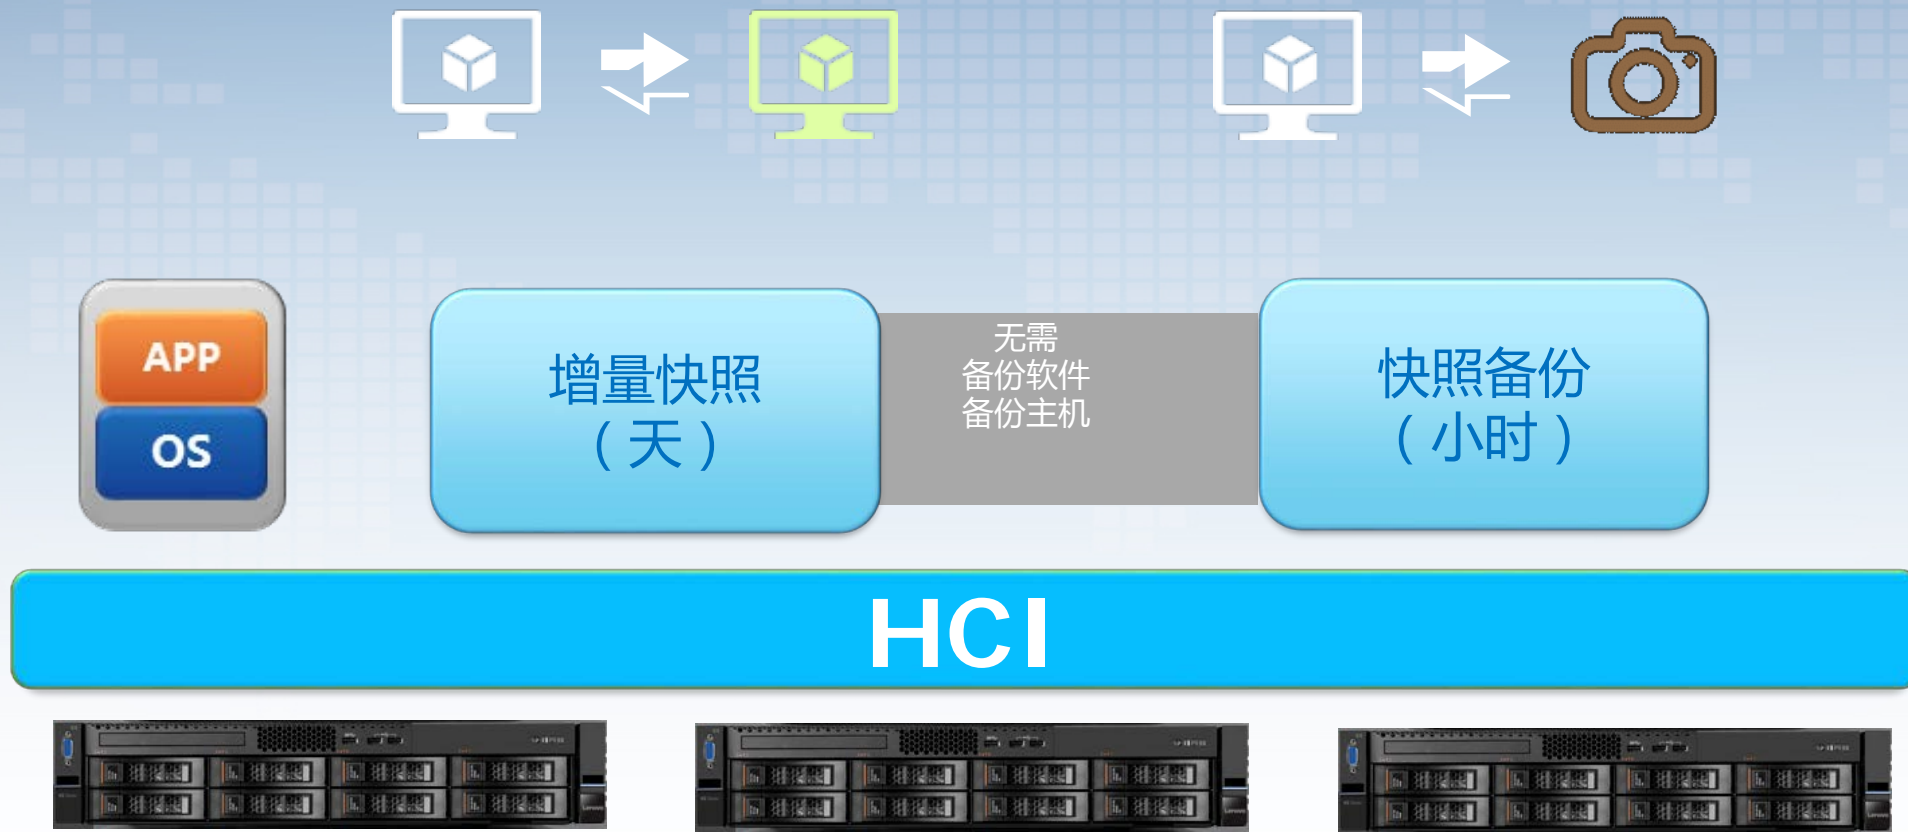 APP
OS
增量快照
（天）
无需
备份软件
备份主机
快照备份
（小时）
HCI